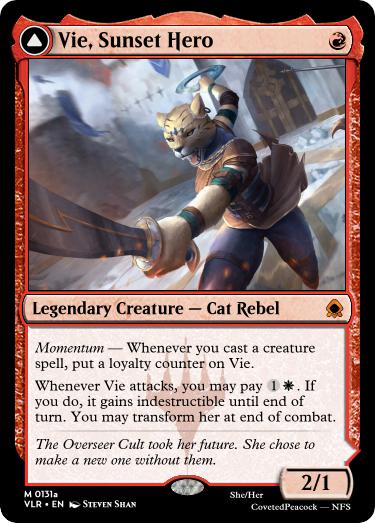 Vie, Sunset Hero
Legendary Creature — Cat Rebel
Momentum — Whenever you cast a creature
spell, put a loyalty counter on Vie.
Whenever Vie attacks, you may pay 1. If
you do, it gains indestructible until end of
turn. You may transform her at end of combat.
The Overseer Cult took her future. She chose to
make a new one without them.
2/1
M 0131a
VLR • EN Steven Shan
She/Her
CovetedPeacock — NFS